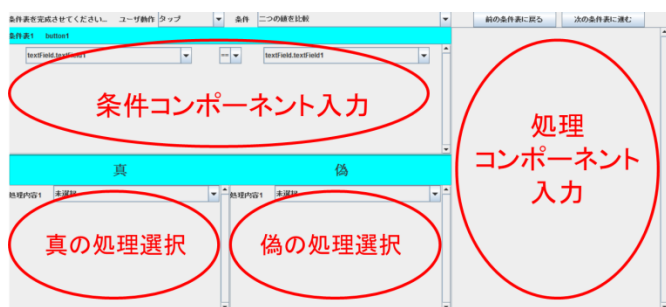 条件表を完成させてください。 ユーザ動作 タップ 条件 二つの値を比較 前の条件表に戻る 次の条件表に進む
条件表1 button1
textField.textField1 == textField.textField1
条件コンポーネント入力
処理
コンポーネント
入力
真 偽
処理内容1 未選択 処理内容1 未選択
真の処理選択 偽の処理選択